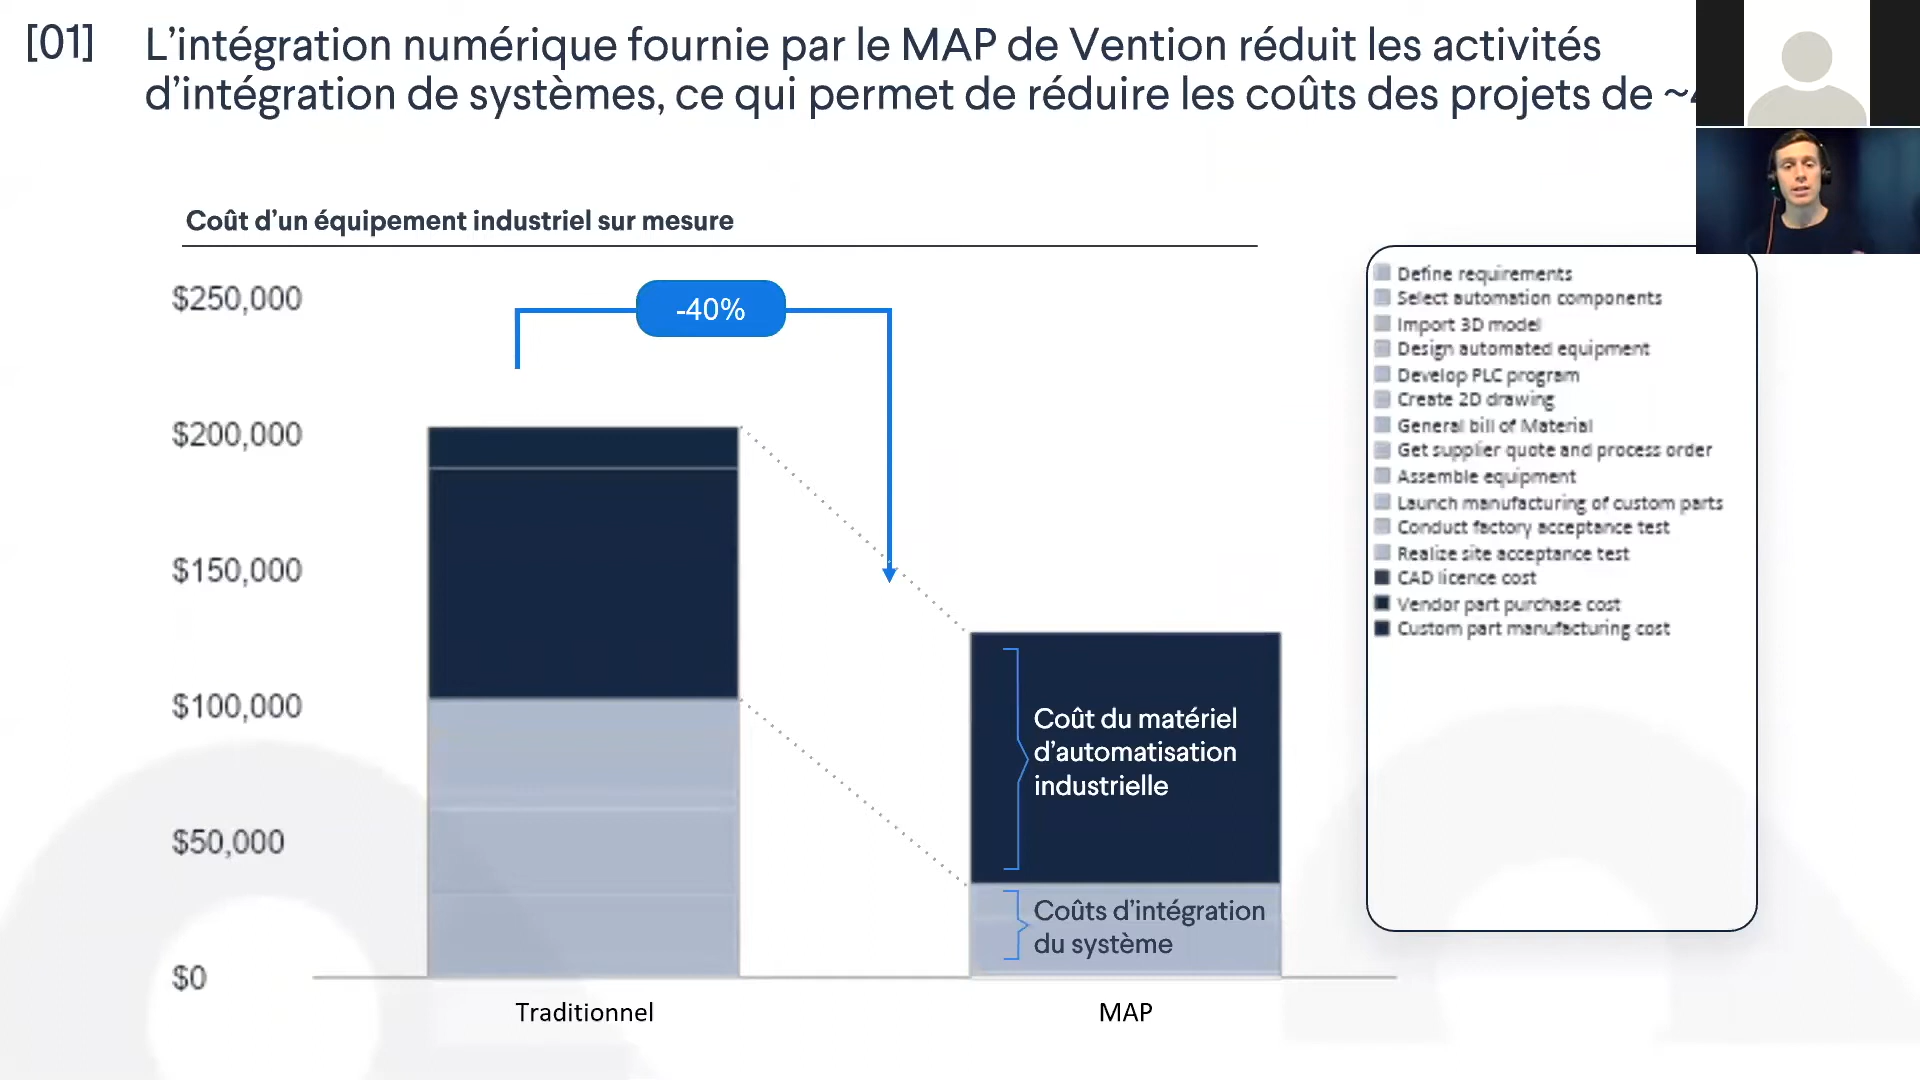 [01] L'intégration numérique fournie par le MAP de Vention réduit les activités
d'intégration de systèmes, ce qui permet de réduire les coûts des projets de
Coût d'un équipement industriel sur mesure
$250,000
-40%
$200,000
$150,000
$100,000
$50,000
$0
Coût du matériel
d'automatisation
industrielle
Coûts d'intégration
du système
Traditionnel
MAP
Define requirements
Select automation components
Import 3D model
Design automated equipment
Develop PLC program
Create 2D drawing
General bill of Material
Get supplier quote and process order
Assemble equipment
Launch manufacturing of custom parts
Conduct factory acceptance test
Realize site acceptance test
CAD licence cost
Vendor part purchase cost
Custom part manufacturing cost